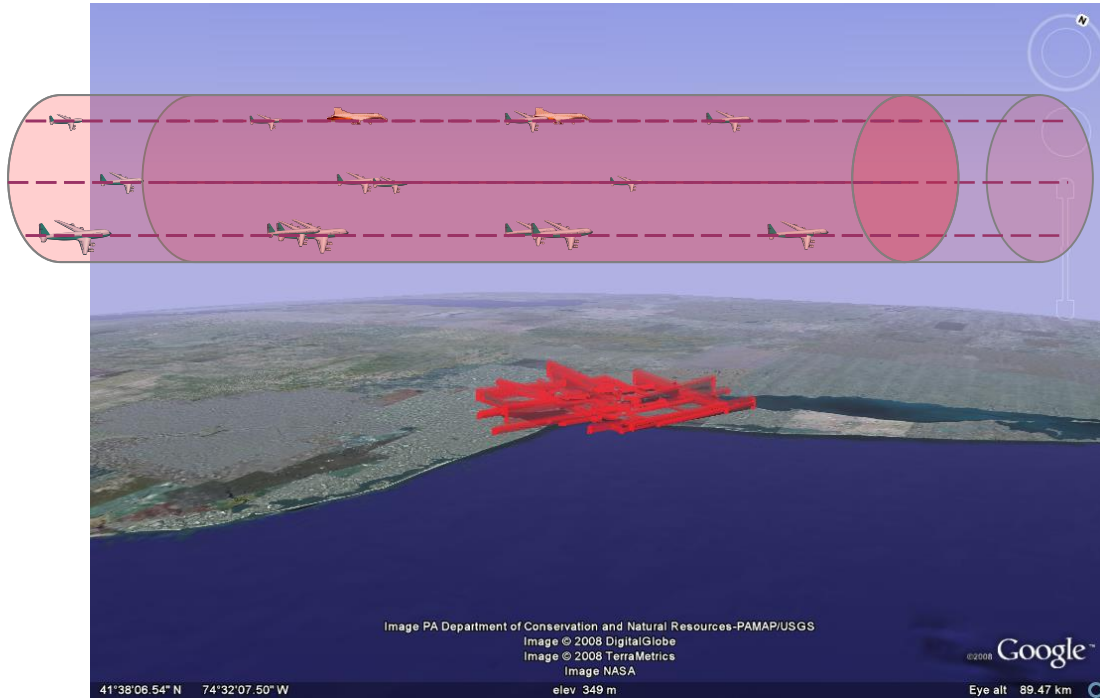 N
Image PA Department of Conservation and Natural Resources-PAMAP/USGS
Image © 2008 DigitalGlobe
Image © 2008 TerraMetrics
Image NASA
©2008 Google™
41°38'06.54" N 74°32'07.50" W elev 349 m Eye alt 89.47 km